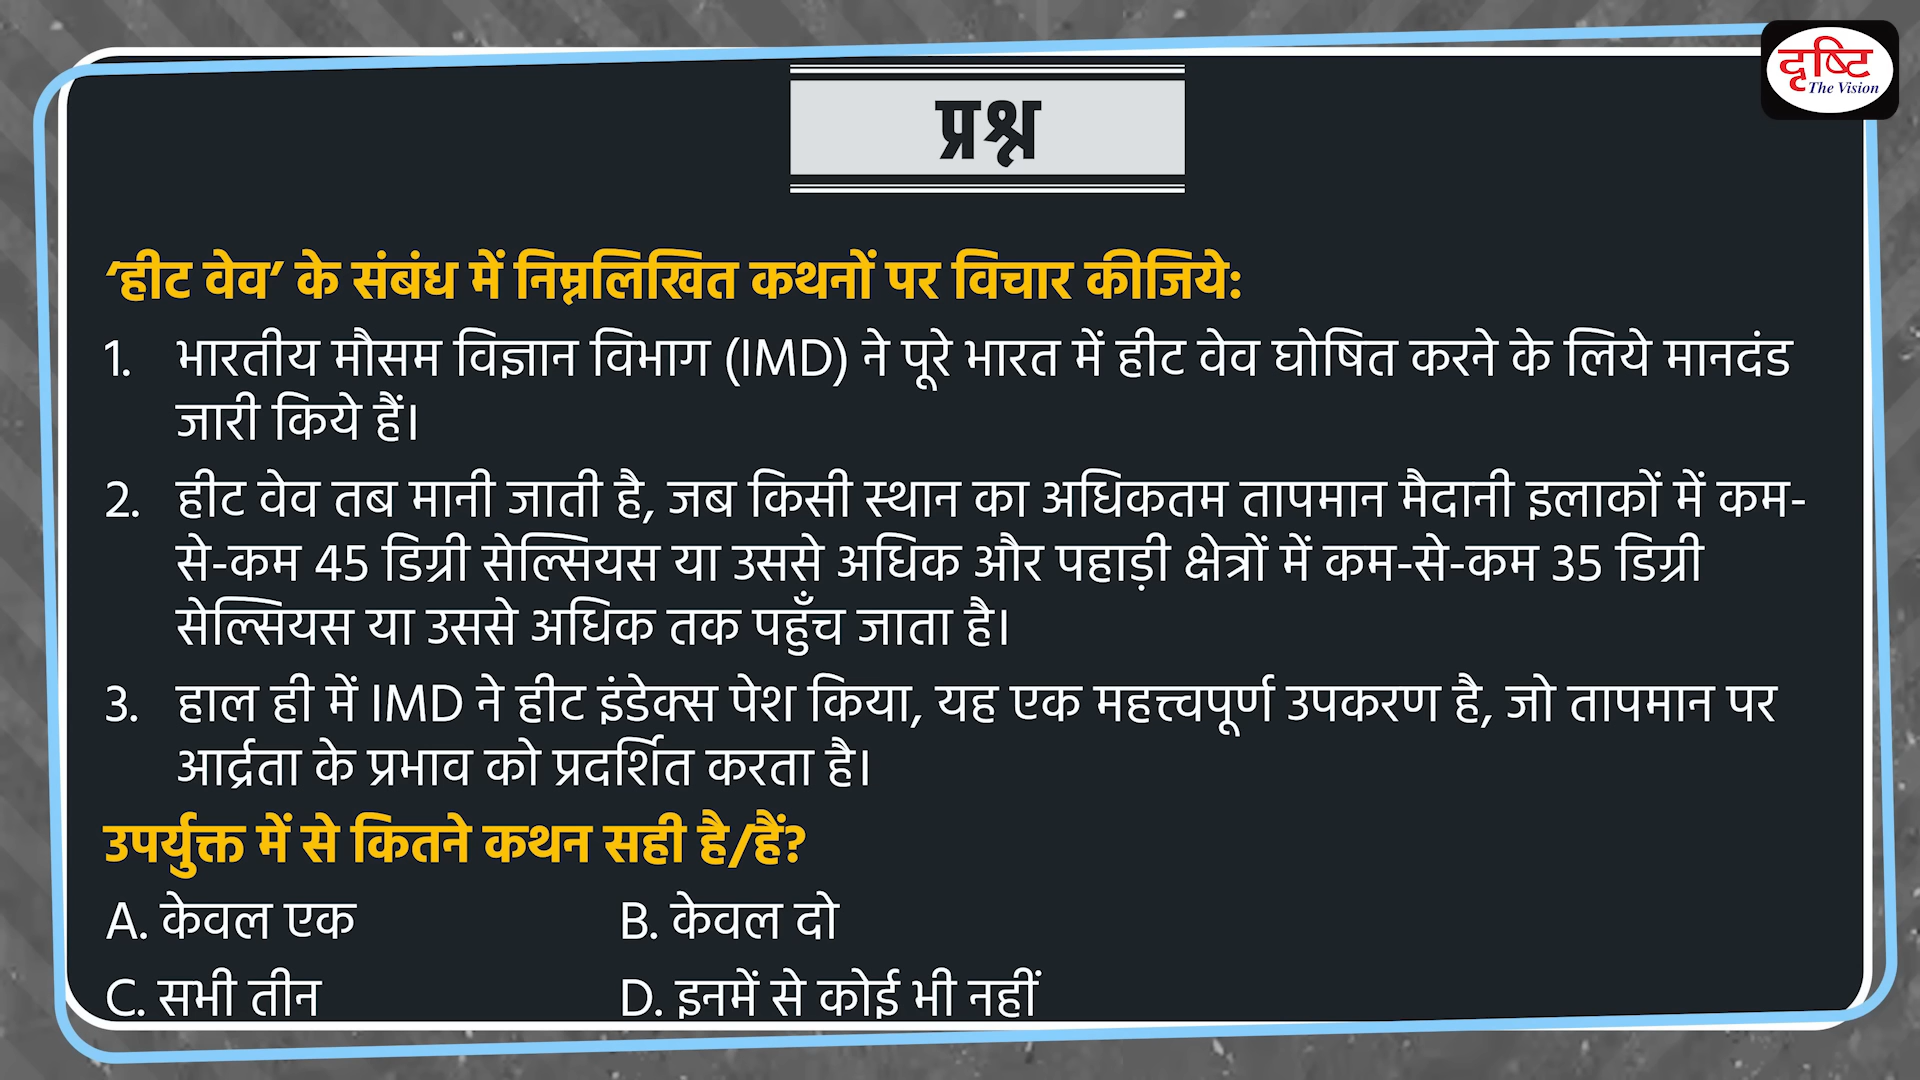 दृष्टि
The Vision
प्रश्न
‘हीट वेव’ के संबंध में निम्नलिखित कथनों पर विचार कीजिये:
1. भारतीय मौसम विज्ञान विभाग (IMD) ने पूरे भारत में हीट वेव घोषित करने के लिये मानदंड
जारी किये हैं।
2. हीट वेव तब मानी जाती है, जब किसी स्थान का अधिकतम तापमान मैदानी इलाकों में कम-
से-कम 45 डिग्री सेल्सियस या उससे अधिक और पहाड़ी क्षेत्रों में कम-से-कम 35 डिग्री
सेल्सियस या उससे अधिक तक पहुँच जाता है।
3. हाल ही में IMD ने हीट इंडेक्स पेश किया, यह एक महत्त्वपूर्ण उपकरण है, जो तापमान पर
आर्द्रता के प्रभाव को प्रदर्शित करता है।
उपर्युक्त में से कितने कथन सही है/हैं?
A. केवल एक B. केवल दो
C. सभी तीन D. इनमें से कोई भी नहीं